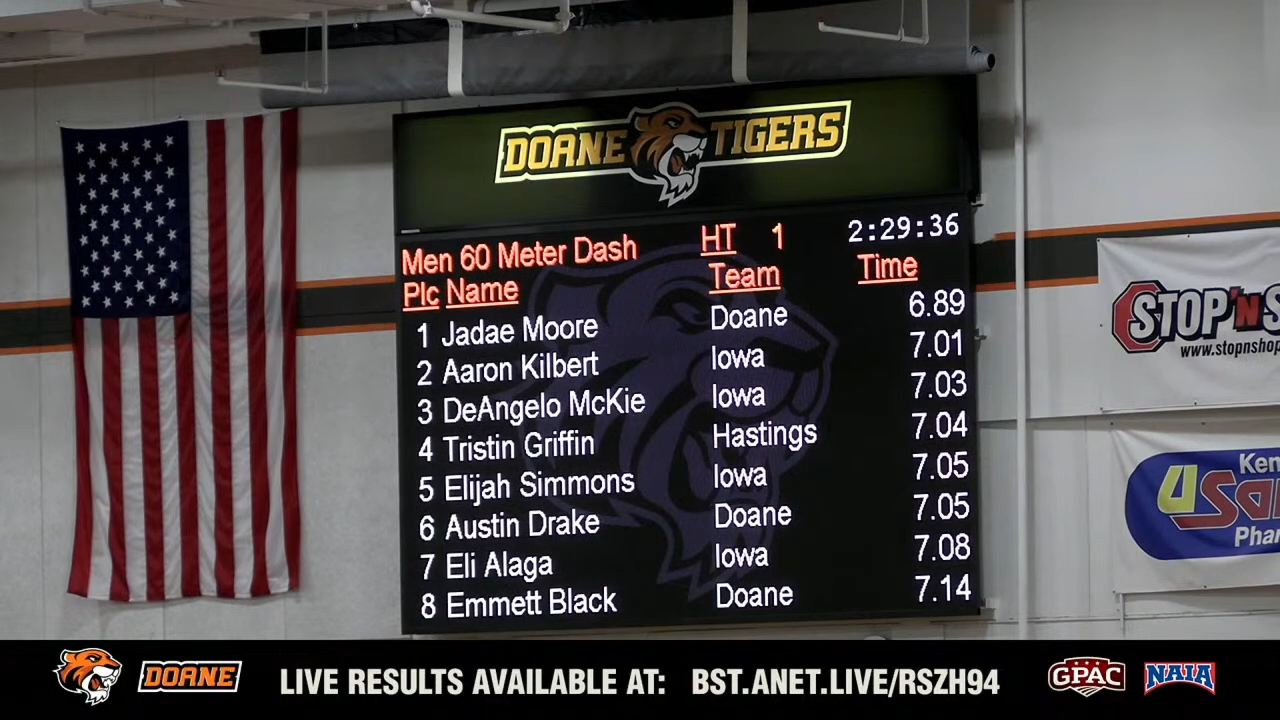 DOANE TIGERS
Men 60 Meter Dash HT 1 2:29:36
Plc Name Team Time
1 Jadae Moore Doane 6.89
2 Aaron Kilbert Iowa 7.01
3 DeAngelo McKie Iowa 7.03
4 Tristin Griffin Hastings 7.04
5 Elijah Simmons Iowa 7.05
6 Austin Drake Doane 7.05
7 Eli Alaga Iowa 7.08
8 Emmett Black Doane 7.14
STOP'N
www.stopnshop
U
DOANE LIVE RESULTS AVAILABLE AT: BST.ANET.LIVE/RSZH94 GPAC NAIA